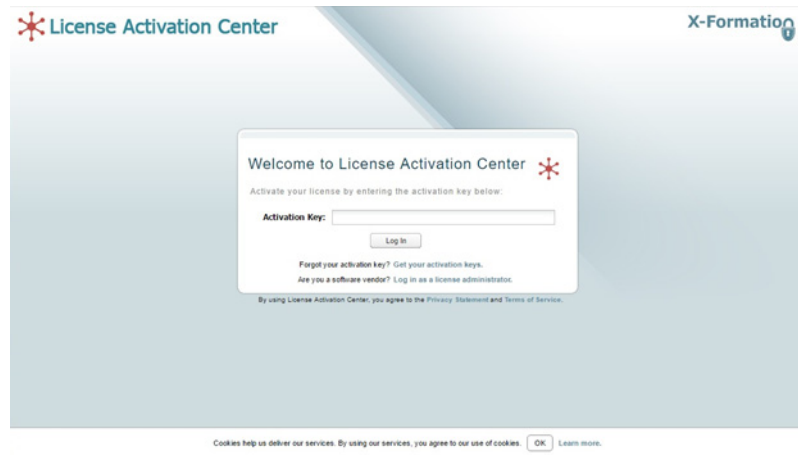 License Activation Center
X-Formation
Welcome to License Activation Center
Activate your license by entering the activation key below:
Activation Key:
Log In
Forgot your activation key? Get your activation keys.
Are you a software vendor? Log in as a license administrator.
By using License Activation Center, you agree to the Privacy Statement and Terms of Service.
Cookies help us deliver our services. By using our services, you agree to our use of cookies. OK Learn more.